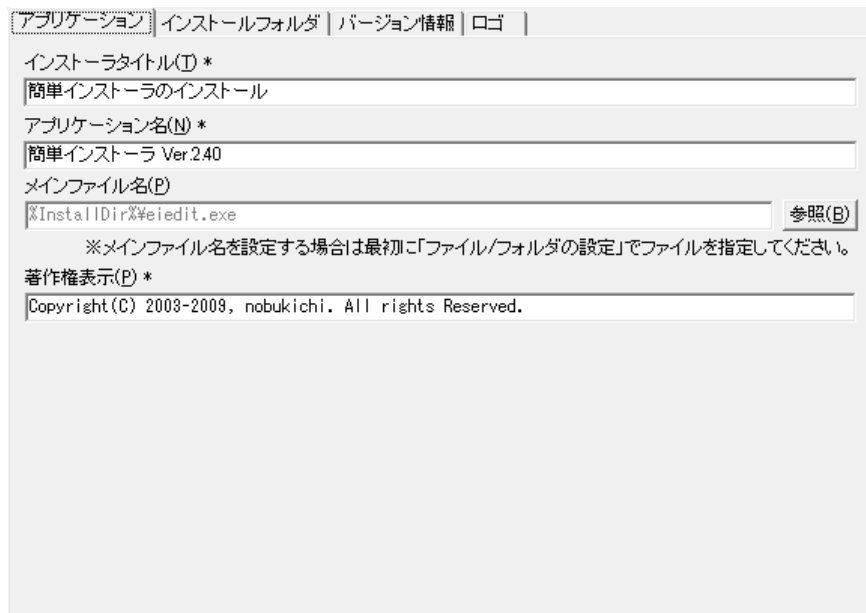 アプリケーション インストールフォルダ バージョン情報 ロゴ
インストーラタイトル(T) *
簡単インストーラのインストール
アプリケーション名(N) *
簡単インストーラ Ver.2.40
メインファイル名(P)
%InstallDir%¥eiedit.exe 参照(B)
※メインファイル名を設定する場合は最初に「ファイル/フォルダの設定」でファイルを指定してください。
著作権表示(P) *
Copyright(C) 2003-2009, nobukichi. All rights Reserved.